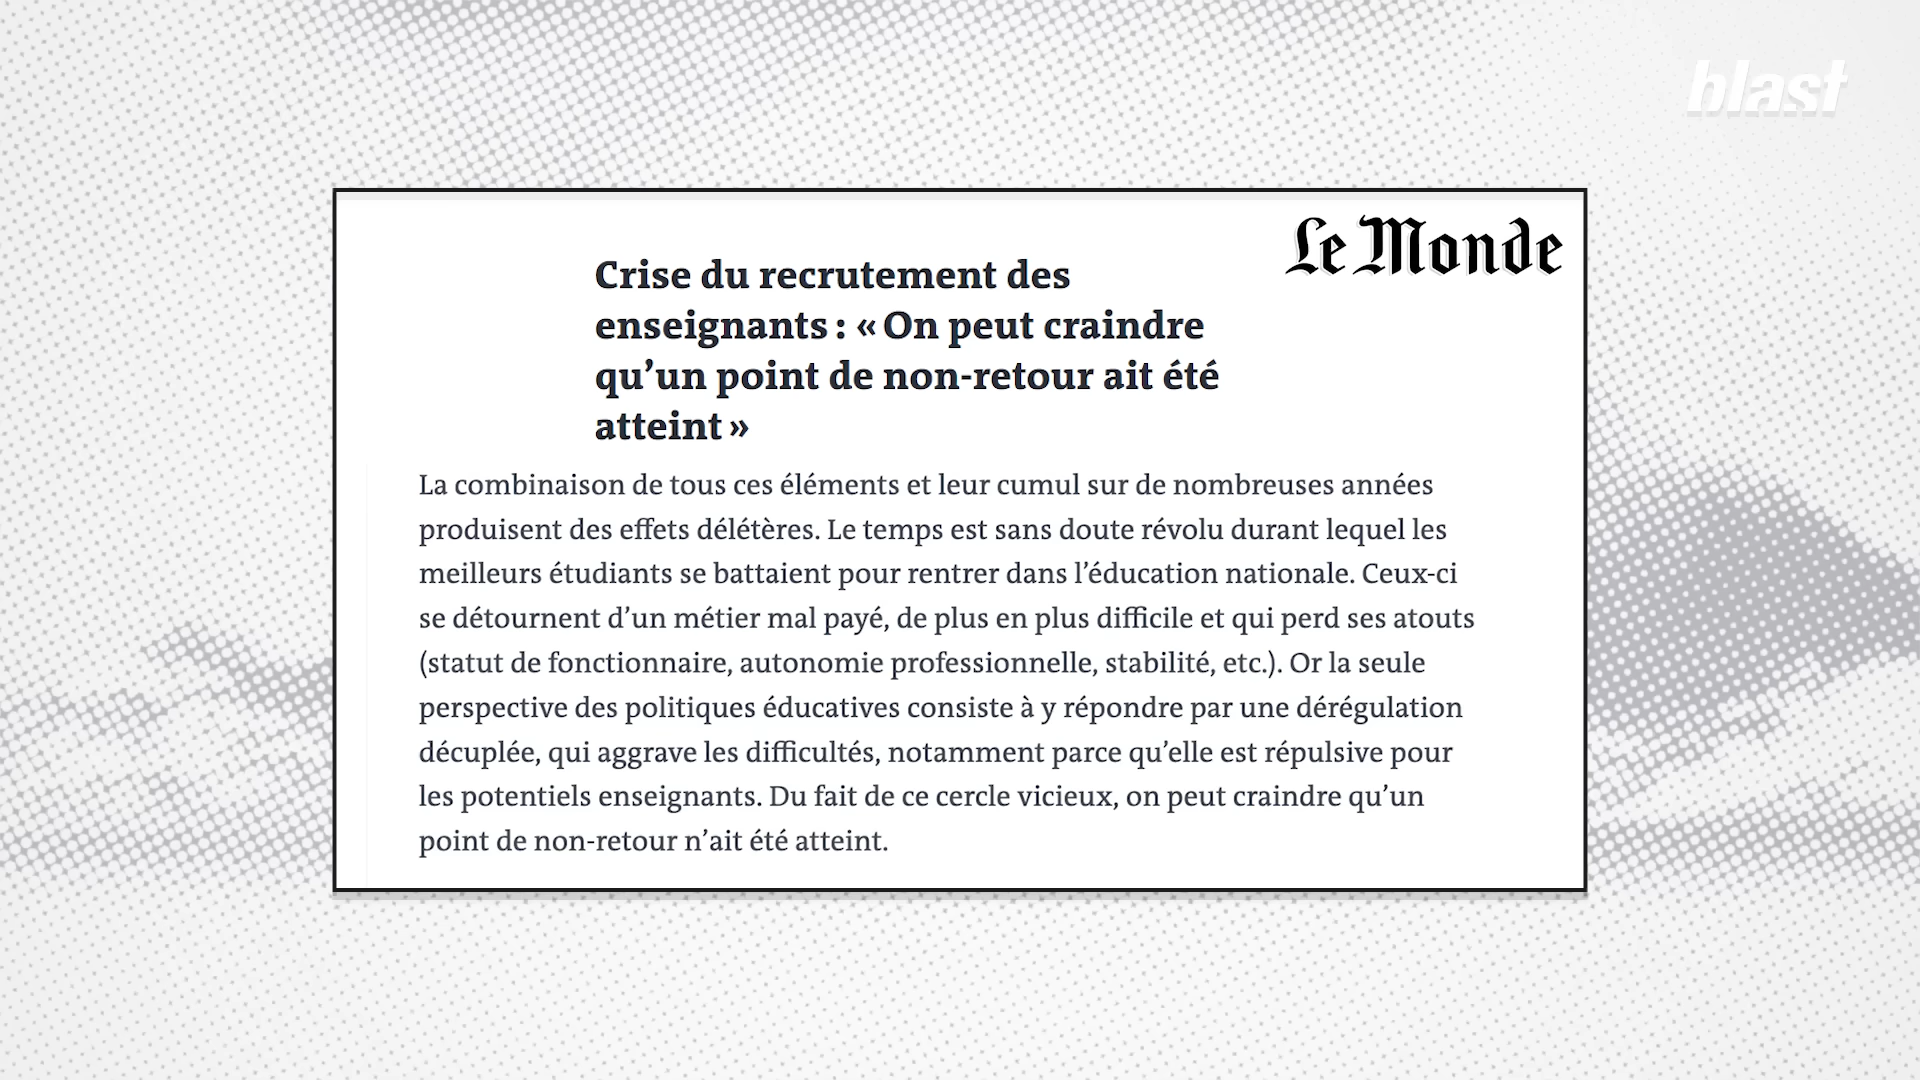 blast
Le Monde
Crise du recrutement des
enseignants : « On peut craindre
qu’un point de non-retour ait été
atteint »
La combinaison de tous ces éléments et leur cumul sur de nombreuses années
produisent des effets délétères. Le temps est sans doute révolu durant lequel les
meilleurs étudiants se battaient pour rentrer dans l’éducation nationale. Ceux-ci
se détournent d’un métier mal payé, de plus en plus difficile et qui perd ses atouts
(statut de fonctionnaire, autonomie professionnelle, stabilité, etc.). Or la seule
perspective des politiques éducatives consiste à y répondre par une dérégulation
décuplée, qui aggrave les difficultés, notamment parce qu’elle est répulsive pour
les potentiels enseignants. Du fait de ce cercle vicieux, on peut craindre qu’un
point de non-retour n’ait été atteint.